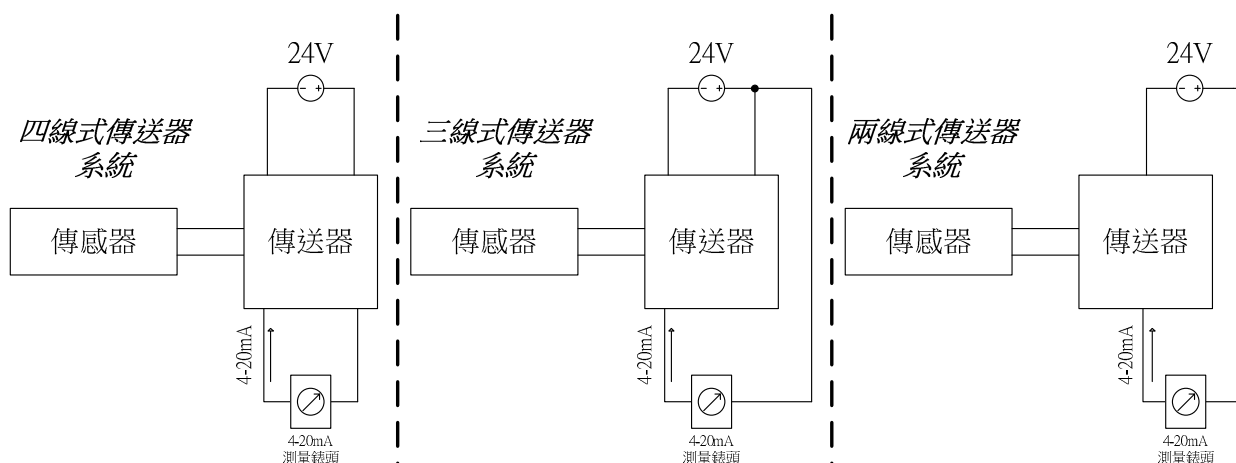 24V
四線式傳送器
系統
傳感器
傳送器
4-20mA
4-20mA
測量錶頭
24V
三線式傳送器
系統
傳感器
傳送器
4-20mA
4-20mA
測量錶頭
24V
兩線式傳送器
系統
傳感器
傳送器
4-20mA
4-20mA
測量錶頭